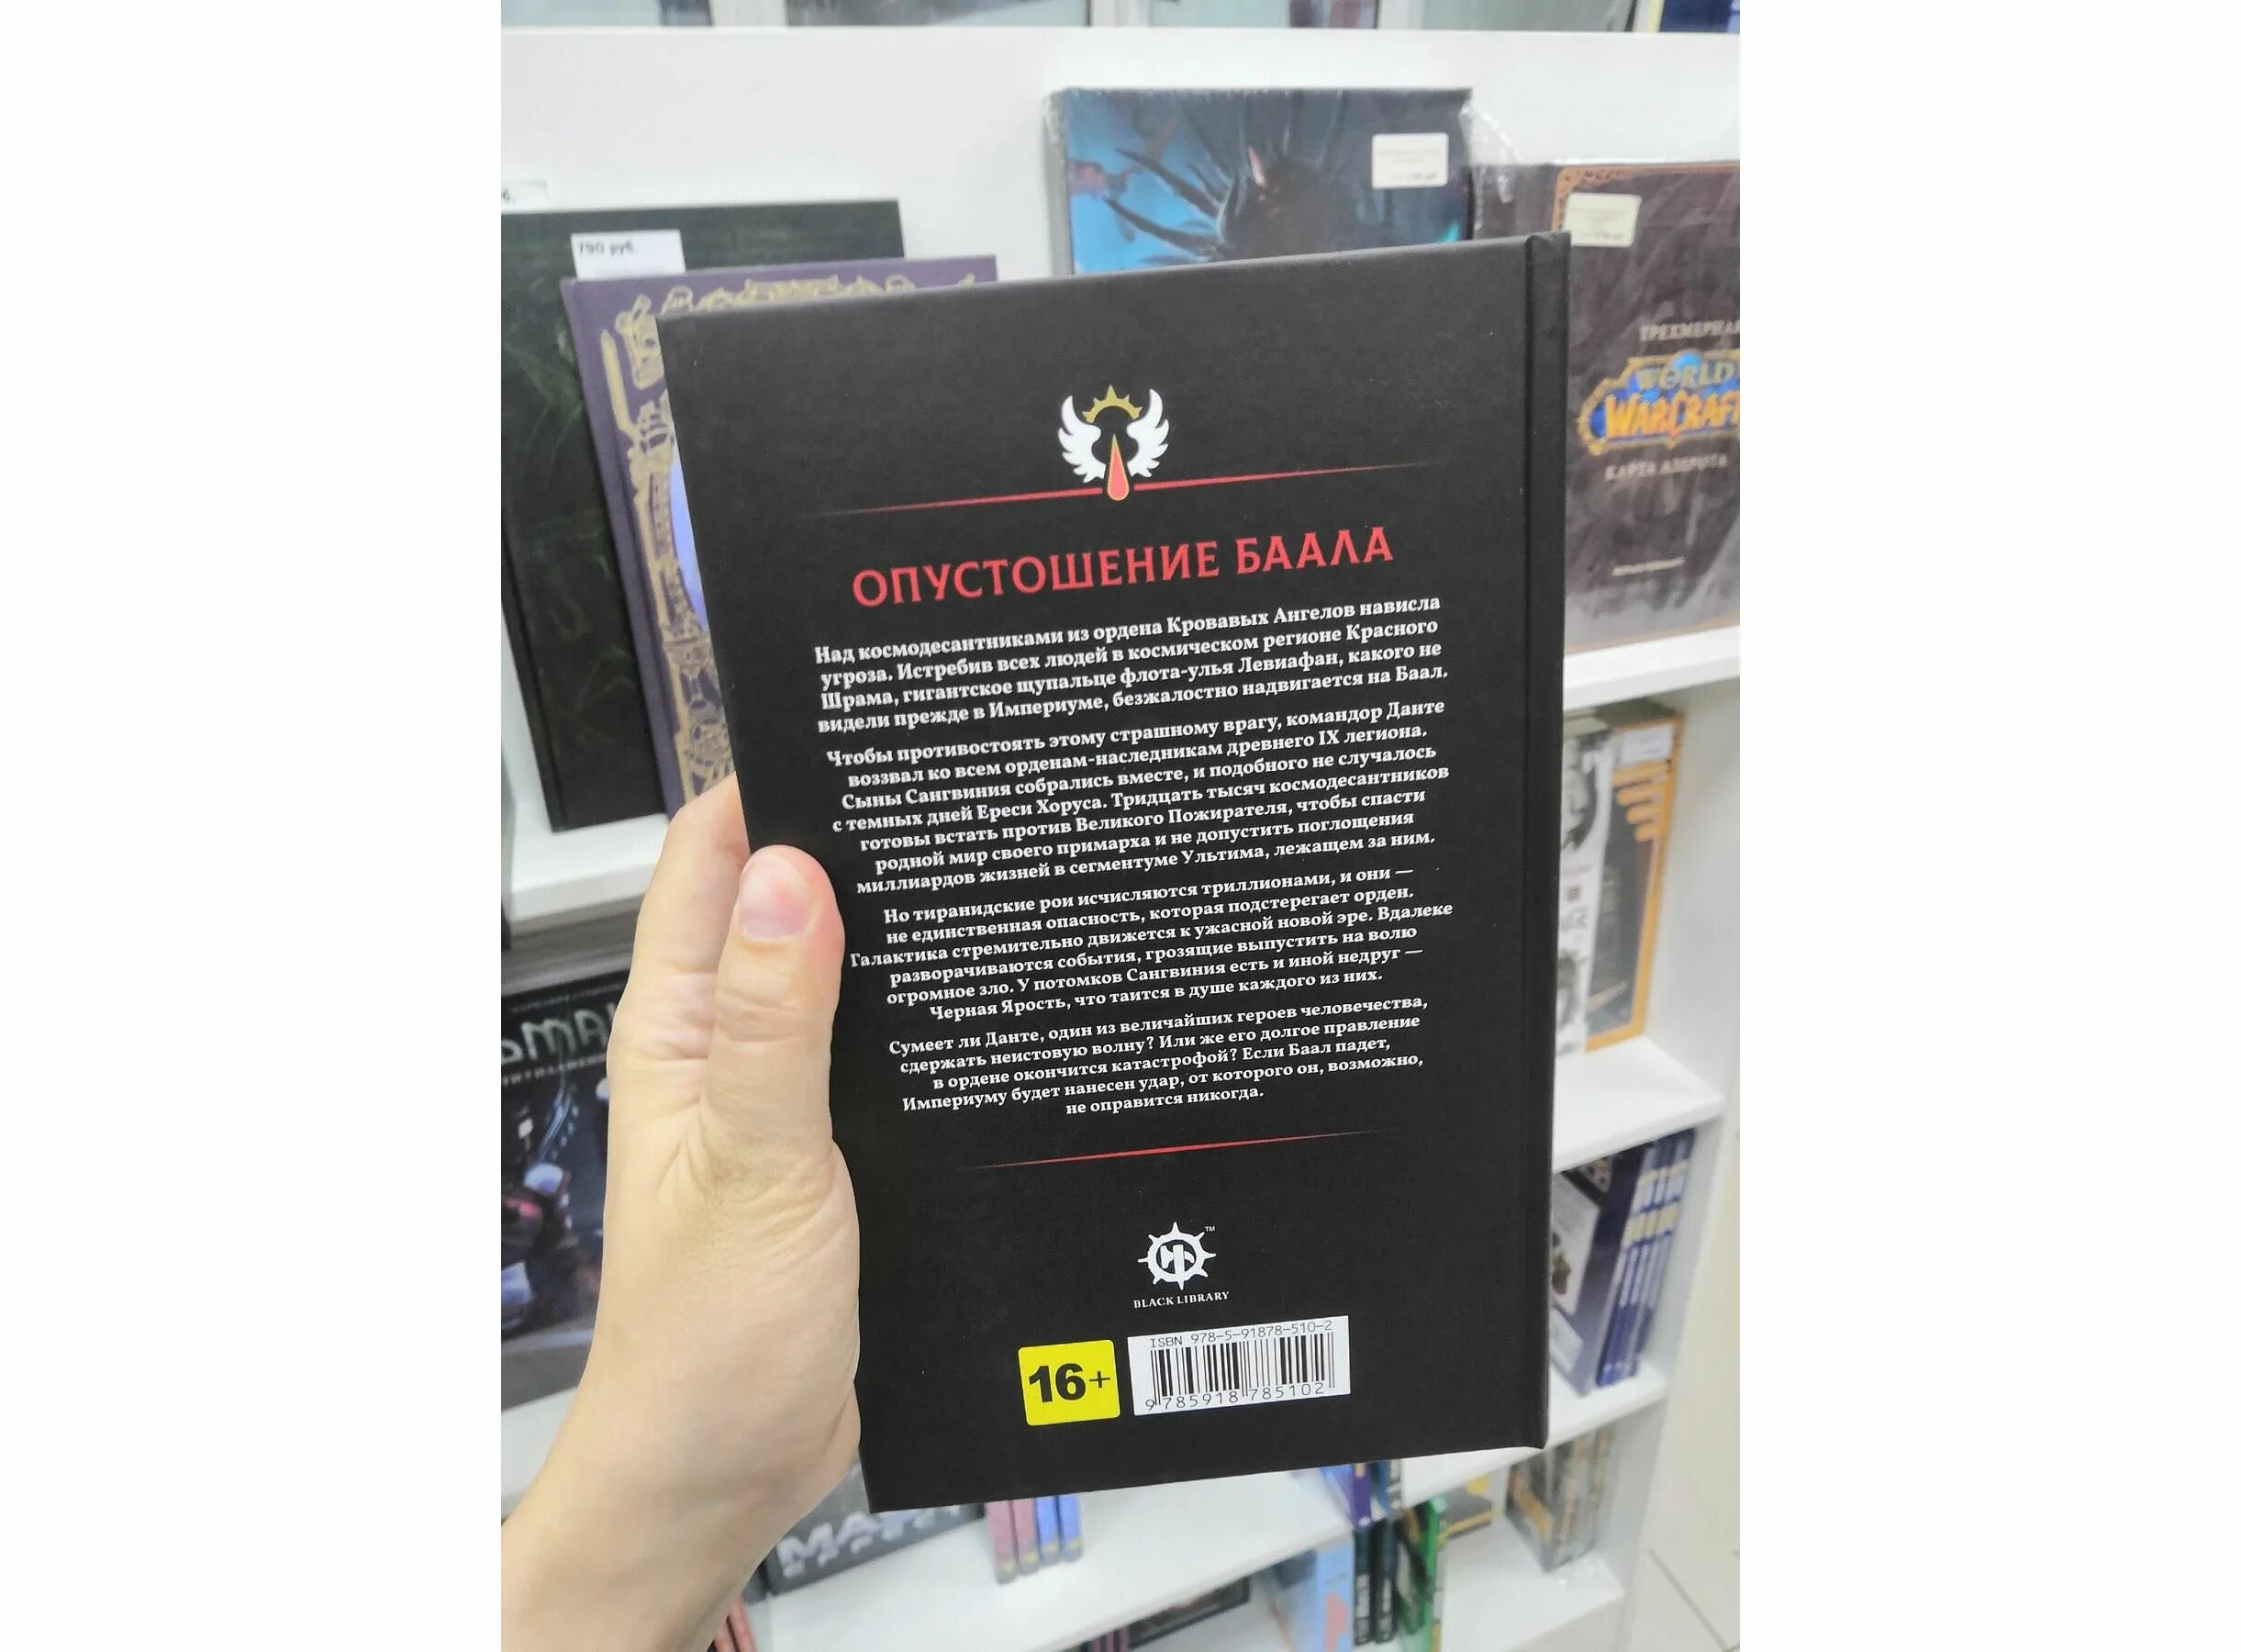 790 руб.
ТРЕХМЕРНАЯ
WORLD
WARCRAFT
КАРТА АЗЕРОТА
ОПУСТОШЕНИЕ БААЛА
Над космодесантниками из ордена Кровавых Ангелов нависла
угроза. Истребив всех людей в космическом регионе Красного
Шрама, гигантское щупальце флота-улья Левиафан, какого не
видели прежде в Империуме, безжалостно надвигается на Баал.
Чтобы противостоять этому страшному врагу, командор Данте
воззвал ко всем орденам-наследникам древнего IX легиона.
Сыны Сангвиния собрались вместе, и подобного не случалось
с темных дней Ереси Хоруса. Тридцать тысяч космодесантников
готовы встать против Великого Пожирателя, чтобы спасти
родной мир своего примарха и не допустить поглощения
миллиардов жизней в сегментуме Ультима, лежащем за ним.
Но тиранидские рои исчисляются триллионами, и они —
не единственная опасность, которая подстерегает орден.
Галактика стремительно движется к ужасной новой эре. Вдалеке
разворачиваются события, грозящие выпустить на волю
огромное зло. У потомков Сангвиния есть и иной недруг —
Черная Ярость, что таится в душе каждого из них.
Сумеет ли Данте, один из величайших героев человечества,
сдержать неистовую волну? Или же его долгое правление
в ордене окончится катастрофой? Если Баал падет,
Империуму будет нанесен удар, от которого он, возможно,
не оправится никогда.
TM
BLACK LIBRARY
16+
ISBN 978-5-91878-510-2
9 785918 785102